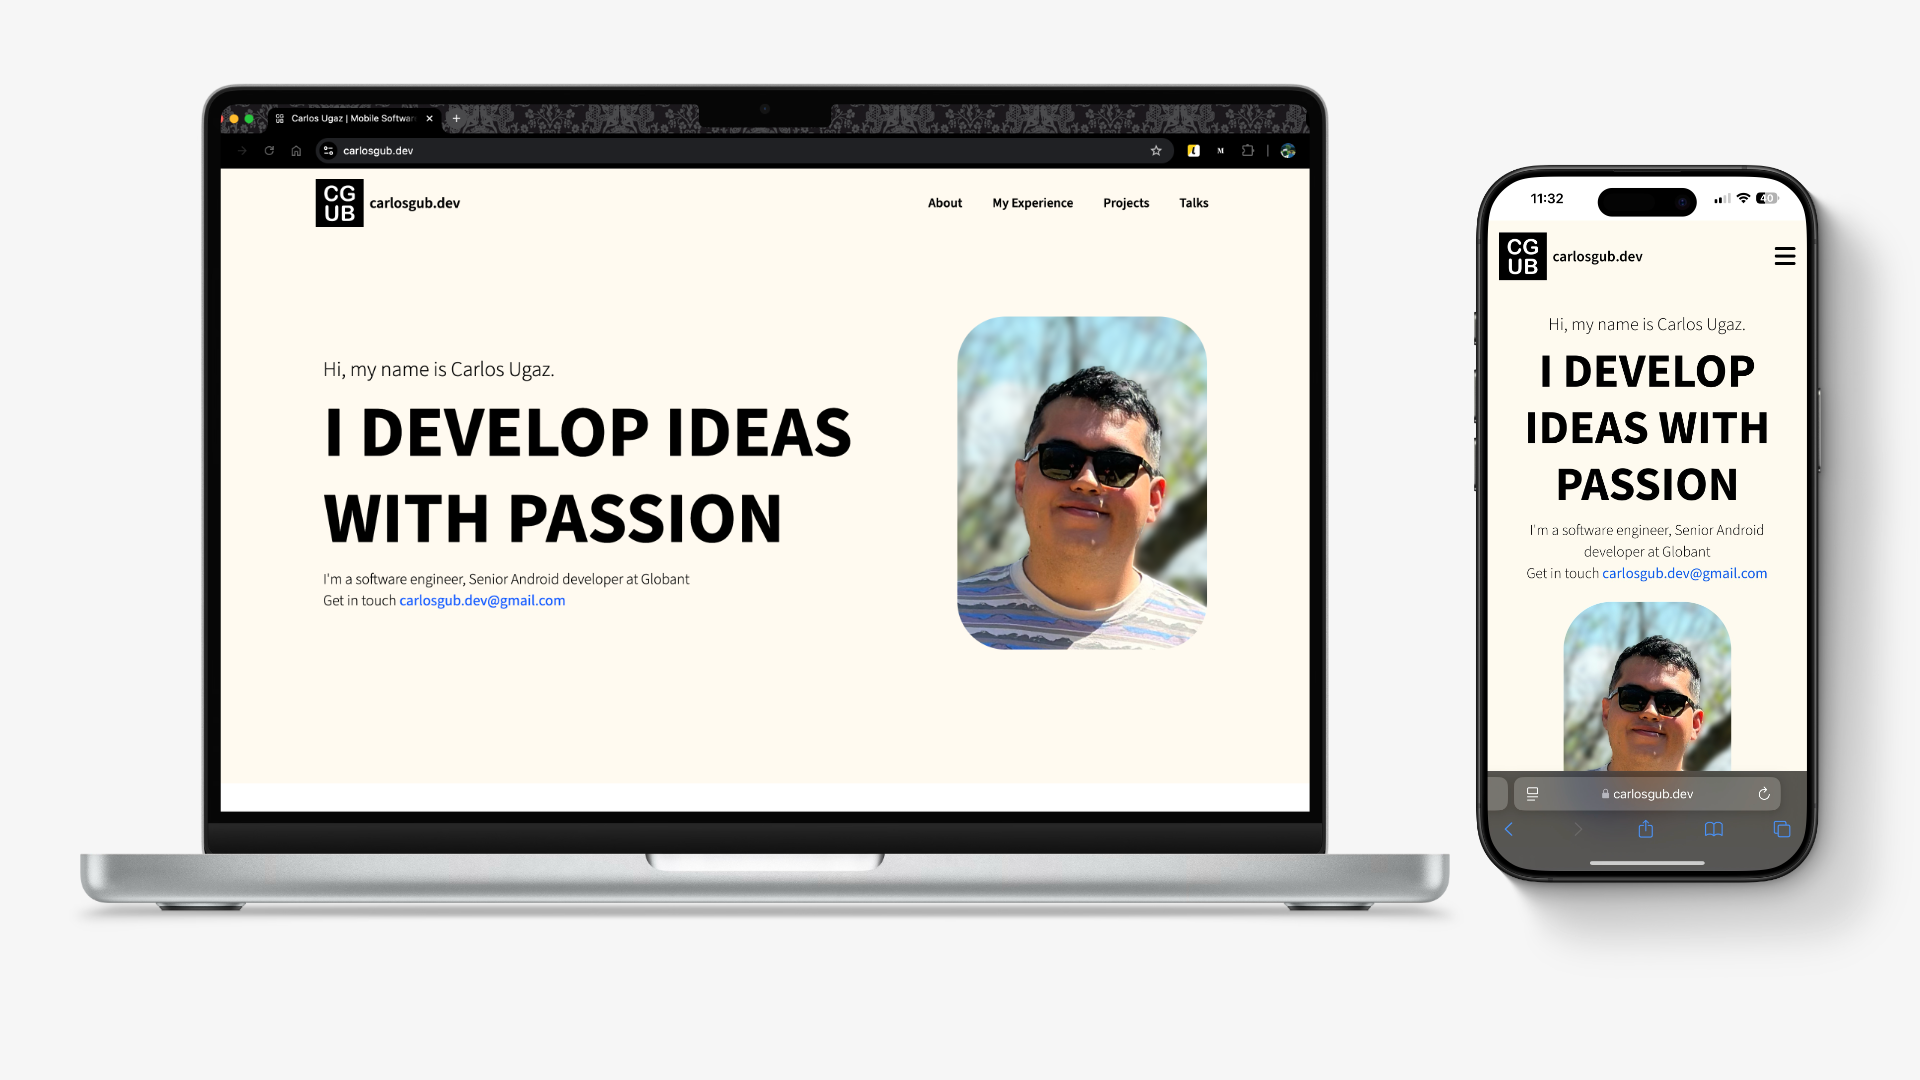 Carlos Ugaz | Mobile Softwar
carlosgub.dev
CG
UB
carlosgub.dev
About
My Experience
Projects
Talks
Hi, my name is Carlos Ugaz.
I DEVELOP IDEAS
WITH PASSION
I'm a software engineer, Senior Android developer at Globant
Get in touch carlosgub.dev@gmail.com
11:32
40
CG
UB
carlosgub.dev
Hi, my name is Carlos Ugaz.
I DEVELOP
IDEAS WITH
PASSION
I'm a software engineer, Senior Android
developer at Globant
Get in touch carlosgub.dev@gmail.com
carlosgub.dev